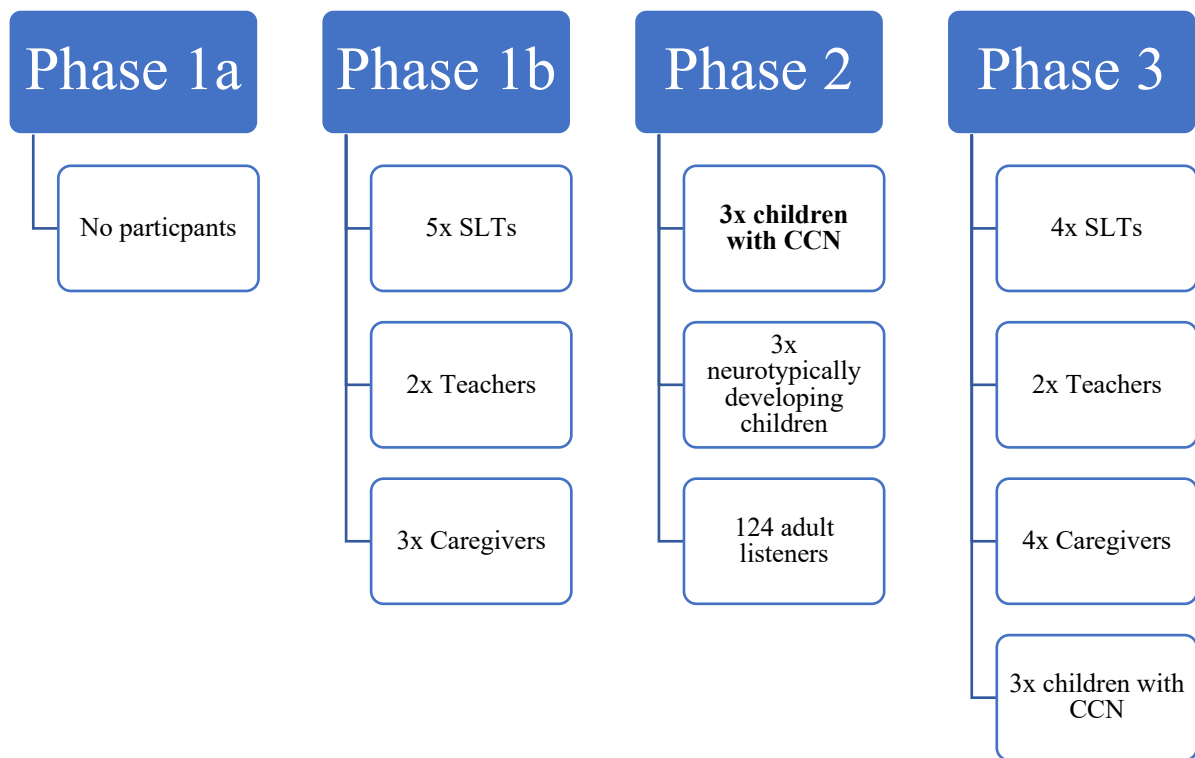 Phase 1a
No particpants
Phase 1b
5x SLTs
2x Teachers
3x Caregivers
Phase 2
3x children
with CCN
3x
neurotypically
developing
children
124 adult
listeners
Phase 3
4x SLTs
2x Teachers
4x Caregivers
3x children with
CCN